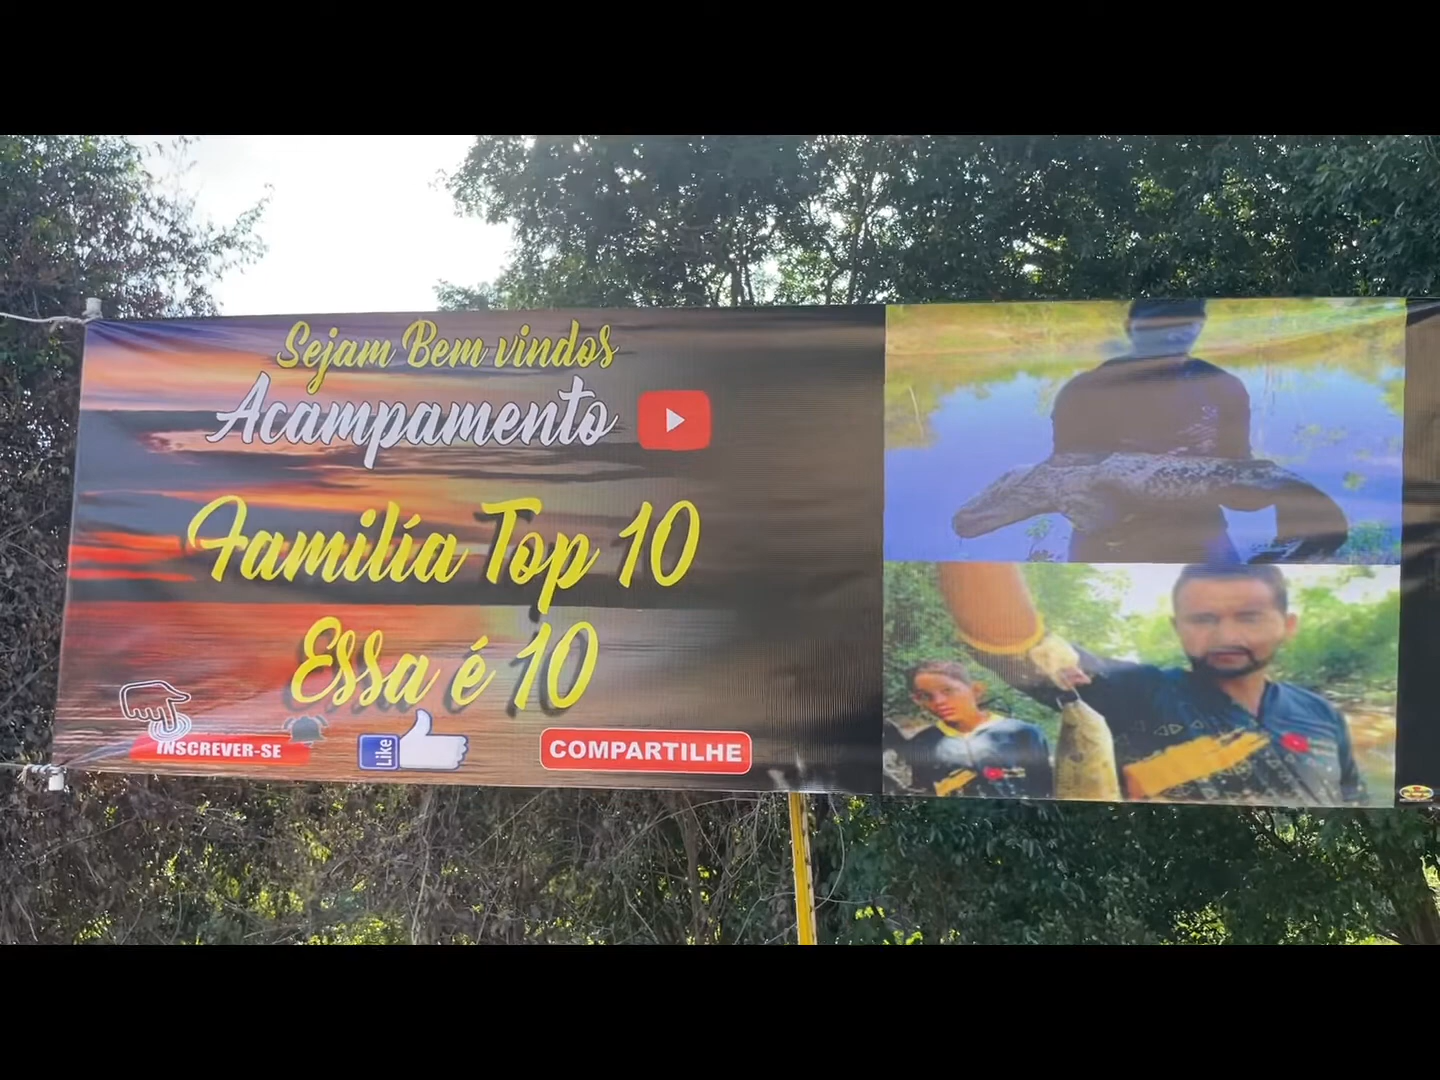 Sejam Bem vindos
Acampamento
Família Top 10
Essa é 10
INSCREVER-SE
Like
COMPARTILHE